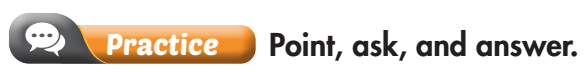 Practice Point, ask, and answer.